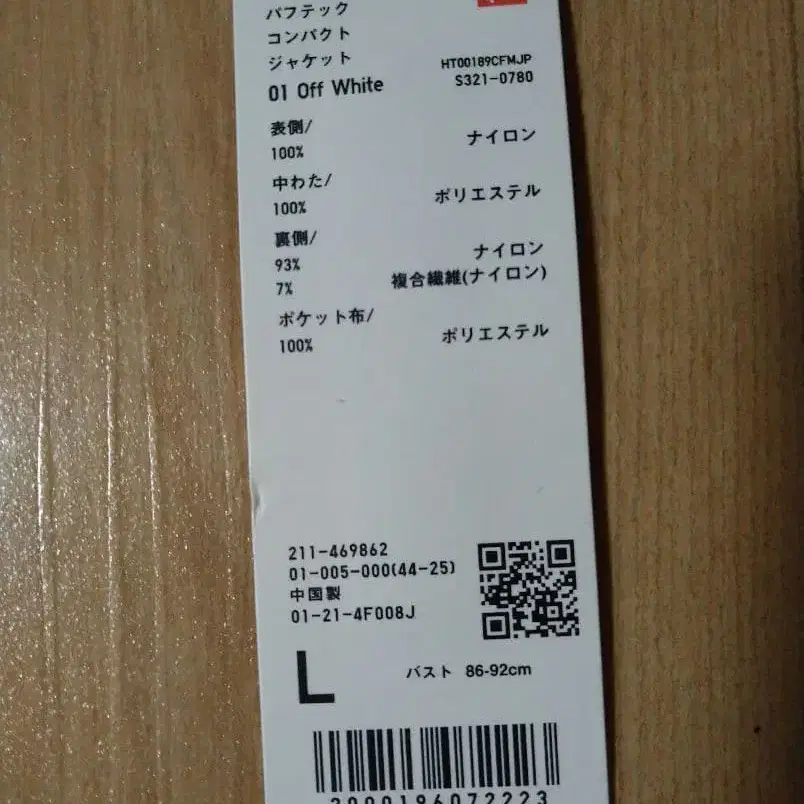 パフテック
コンパクト
ジャケット
HT00189CFMJP
01 Off White
S321-0780
表側/
100%
ナイロン
中わた/
100%
ポリエステル
裏側/
93%
ナイロン
7%
複合繊維(ナイロン)
ポケット布/
100%
ポリエステル
211-469862
01-005-000(44-25)
中国製
01-21-4F008J
L
バスト 86-92cm
2000196072223